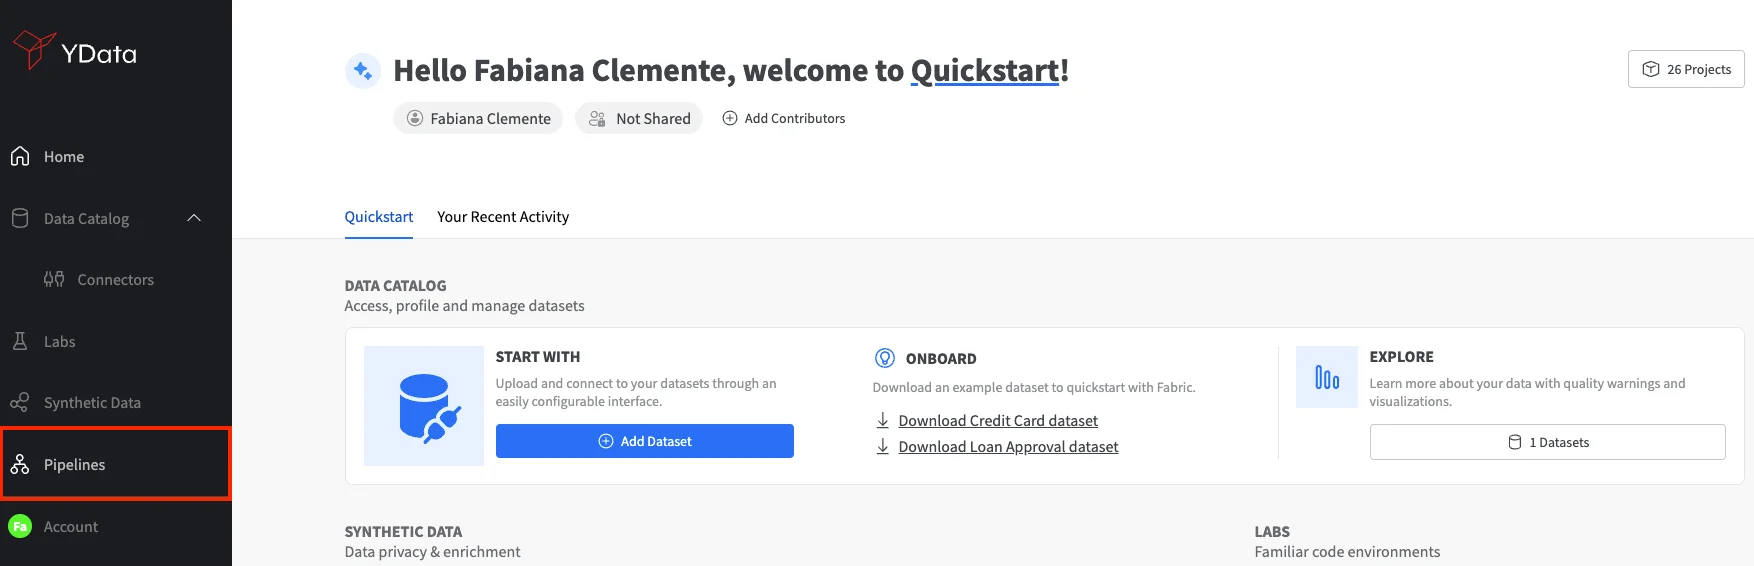 YData
Home
Data Catalog
Connectors
Labs
Synthetic Data
Pipelines
Fa Account
Hello Fabiana Clemente, welcome to Quickstart!
Fabiana Clemente
Not Shared
Add Contributors
26 Projects
Quickstart
Your Recent Activity
DATA CATALOG
Access, profile and manage datasets
START WITH
Upload and connect to your datasets through an
easily configurable interface.
Add Dataset
ONBOARD
Download an example dataset to quickstart with Fabric.
Download Credit Card dataset
Download Loan Approval dataset
EXPLORE
Learn more about your data with quality warnings and
visualizations.
1 Datasets
SYNTHETIC DATA
Data privacy & enrichment
LABS
Familiar code environments